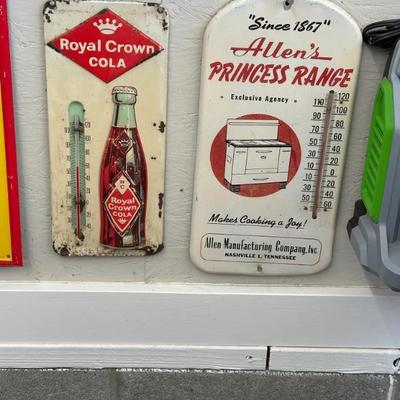 Royal Crown
COLA
RC
Royal
Crown
COLA
"Since 1867"
Allen's
PRINCESS RANGE
Exclusive Agency
Makes Cooking a Joy!
Allen Manufacturing Company, Inc.
NASHVILLE 1, TENNESSEE